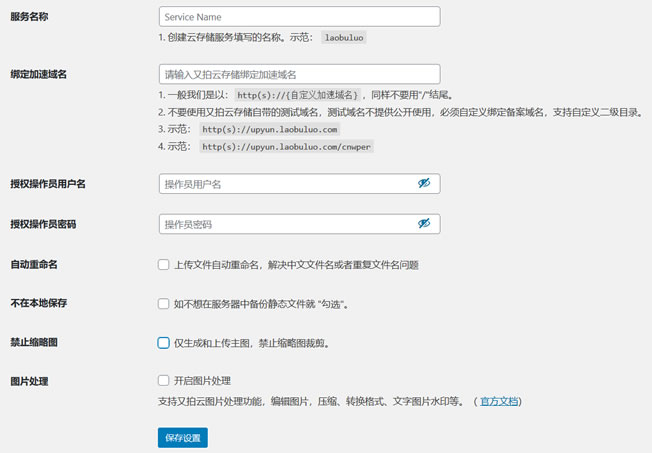 服务名称
Service Name
1. 创建云存储服务填写的名称。示范： laobuluo
绑定加速域名
请输入又拍云存储绑定加速域名
1. 一般我们是以： http(s)://{自定义加速域名} ，同样不要用"/"结尾。
2. 不要使用又拍云存储自带的测试域名，测试域名不提供公开使用，必须自定义绑定备案域名，支持自定义二级目录。
3. 示范： http(s)://upyun.laobuluo.com
4. 示范： http(s)://upyun.laobuluo.com/cnwper
授权操作员用户名
操作员用户名
授权操作员密码
操作员密码
自动重命名
上传文件自动重命名，解决中文文件名或者重复文件名问题
不在本地保存
如不想在服务器中备份静态文件就 "勾选"。
禁止缩略图
仅生成和上传主图，禁止缩略图裁剪。
图片处理
开启图片处理
支持又拍云图片处理功能，编辑图片，压缩、转换格式、文字图片水印等。（ 官方文档）
保存设置